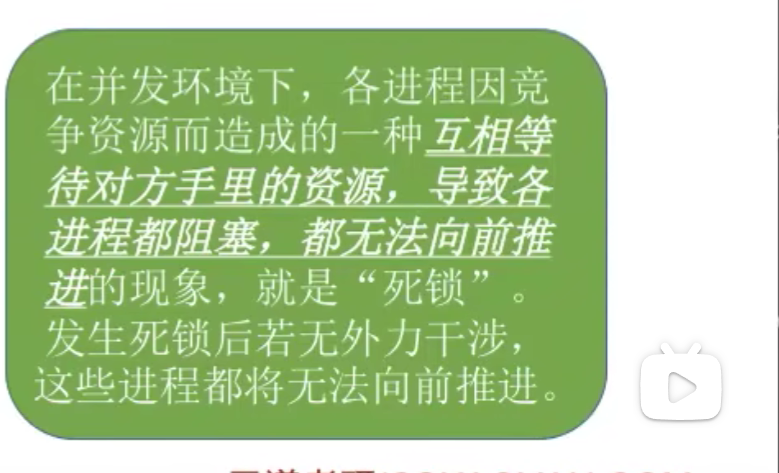 在并发环境下，各进程因竞
争资源而造成的一种互相等
待对方手里的资源，导致各
进程都阻塞，都无法向前推
进的现象，就是“死锁”。
发生死锁后若无外力干涉，
这些进程都将无法向前推进。